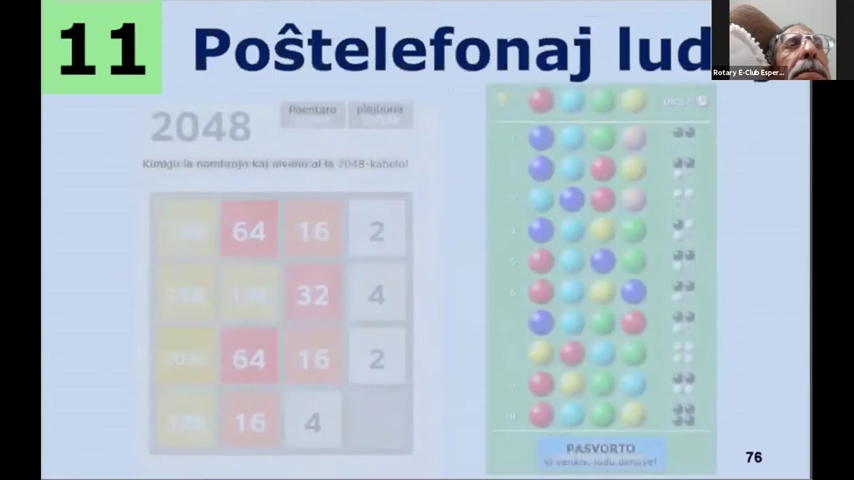 11 Poŝtelefonaj lud
Rotary E-Club Esper...
2048 Poentaro plejbona
Kunigu la nombrojn kaj alvenu al la 2048-kahelo!
64 16 2
32 4
64 16 2
16 4
PASVORTO
76